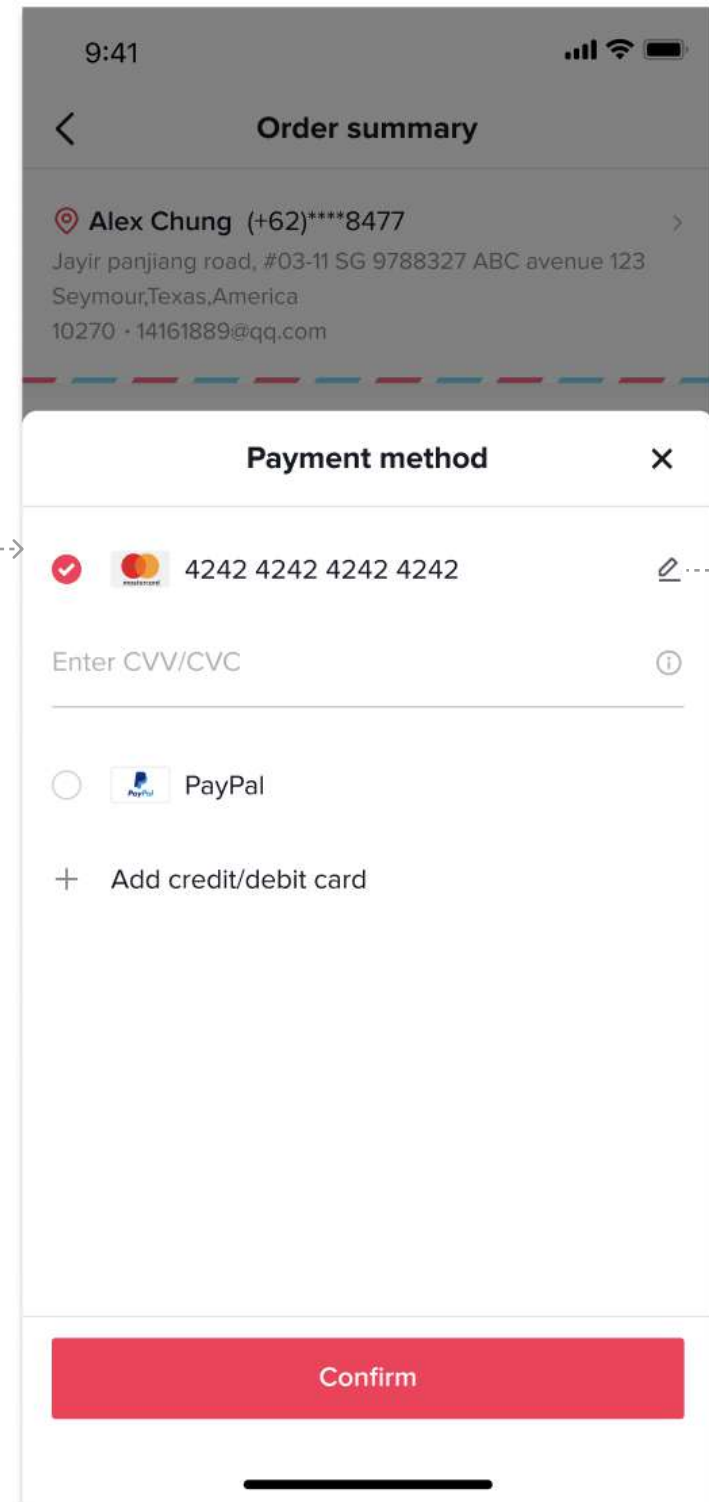 9:41
Order summary
Alex Chung (+62)****8477
Jayir panjiang road, #03-11 SG 9788327 ABC avenue 123
Seymour,Texas,America
10270 · 14161889@qq.com
Payment method
mastercard 4242 4242 4242 4242
Enter CVV/CVC
PayPal PayPal
Add credit/debit card
Confirm